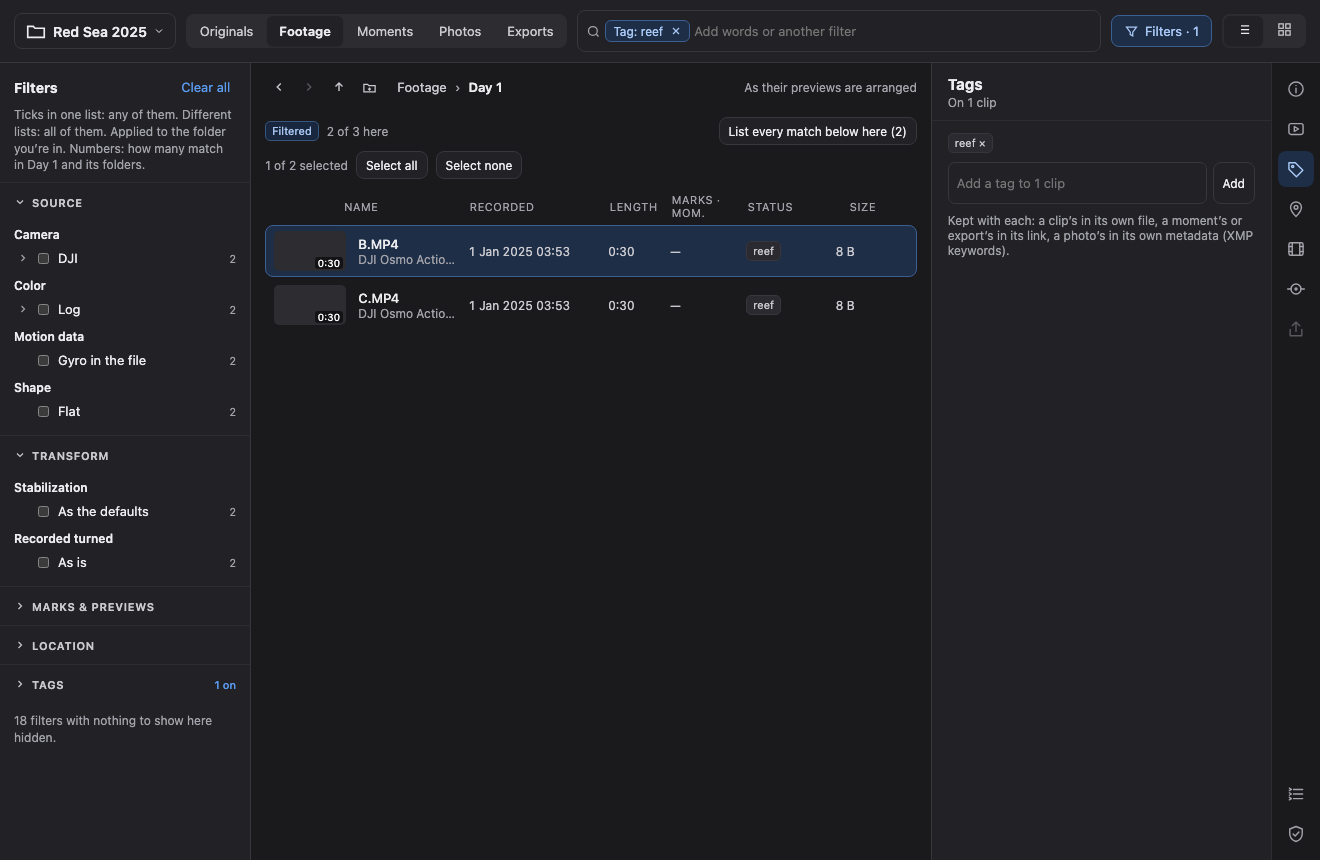 Red Sea 2025
Originals
Footage
Moments
Photos
Exports
Tag: reef ×
Add words or another filter
Filters · 1
Filters
Clear all
Ticks in one list: any of them. Different
lists: all of them. Applied to the folder
you’re in. Numbers: how many match
in Day 1 and its folders.
SOURCE
Camera
DJI 2
Color
Log 2
Motion data
Gyro in the file 2
Shape
Flat 2
TRANSFORM
Stabilization
As the defaults 2
Recorded turned
As is 2
MARKS & PREVIEWS
LOCATION
TAGS 1 on
18 filters with nothing to show here
hidden.
Footage › Day 1
As their previews are arranged
Filtered 2 of 3 here
List every match below here (2)
1 of 2 selected Select all Select none
NAME RECORDED LENGTH MARKS · MOM. STATUS SIZE
0:30 B.MP4 1 Jan 2025 03:53 0:30 — reef 8 B
DJI Osmo Actio…
0:30 C.MP4 1 Jan 2025 03:53 0:30 — reef 8 B
DJI Osmo Actio…
Tags
On 1 clip
reef ×
Add a tag to 1 clip
Add
Kept with each: a clip’s in its own file, a moment’s or
export’s in its link, a photo’s in its own metadata (XMP
keywords).